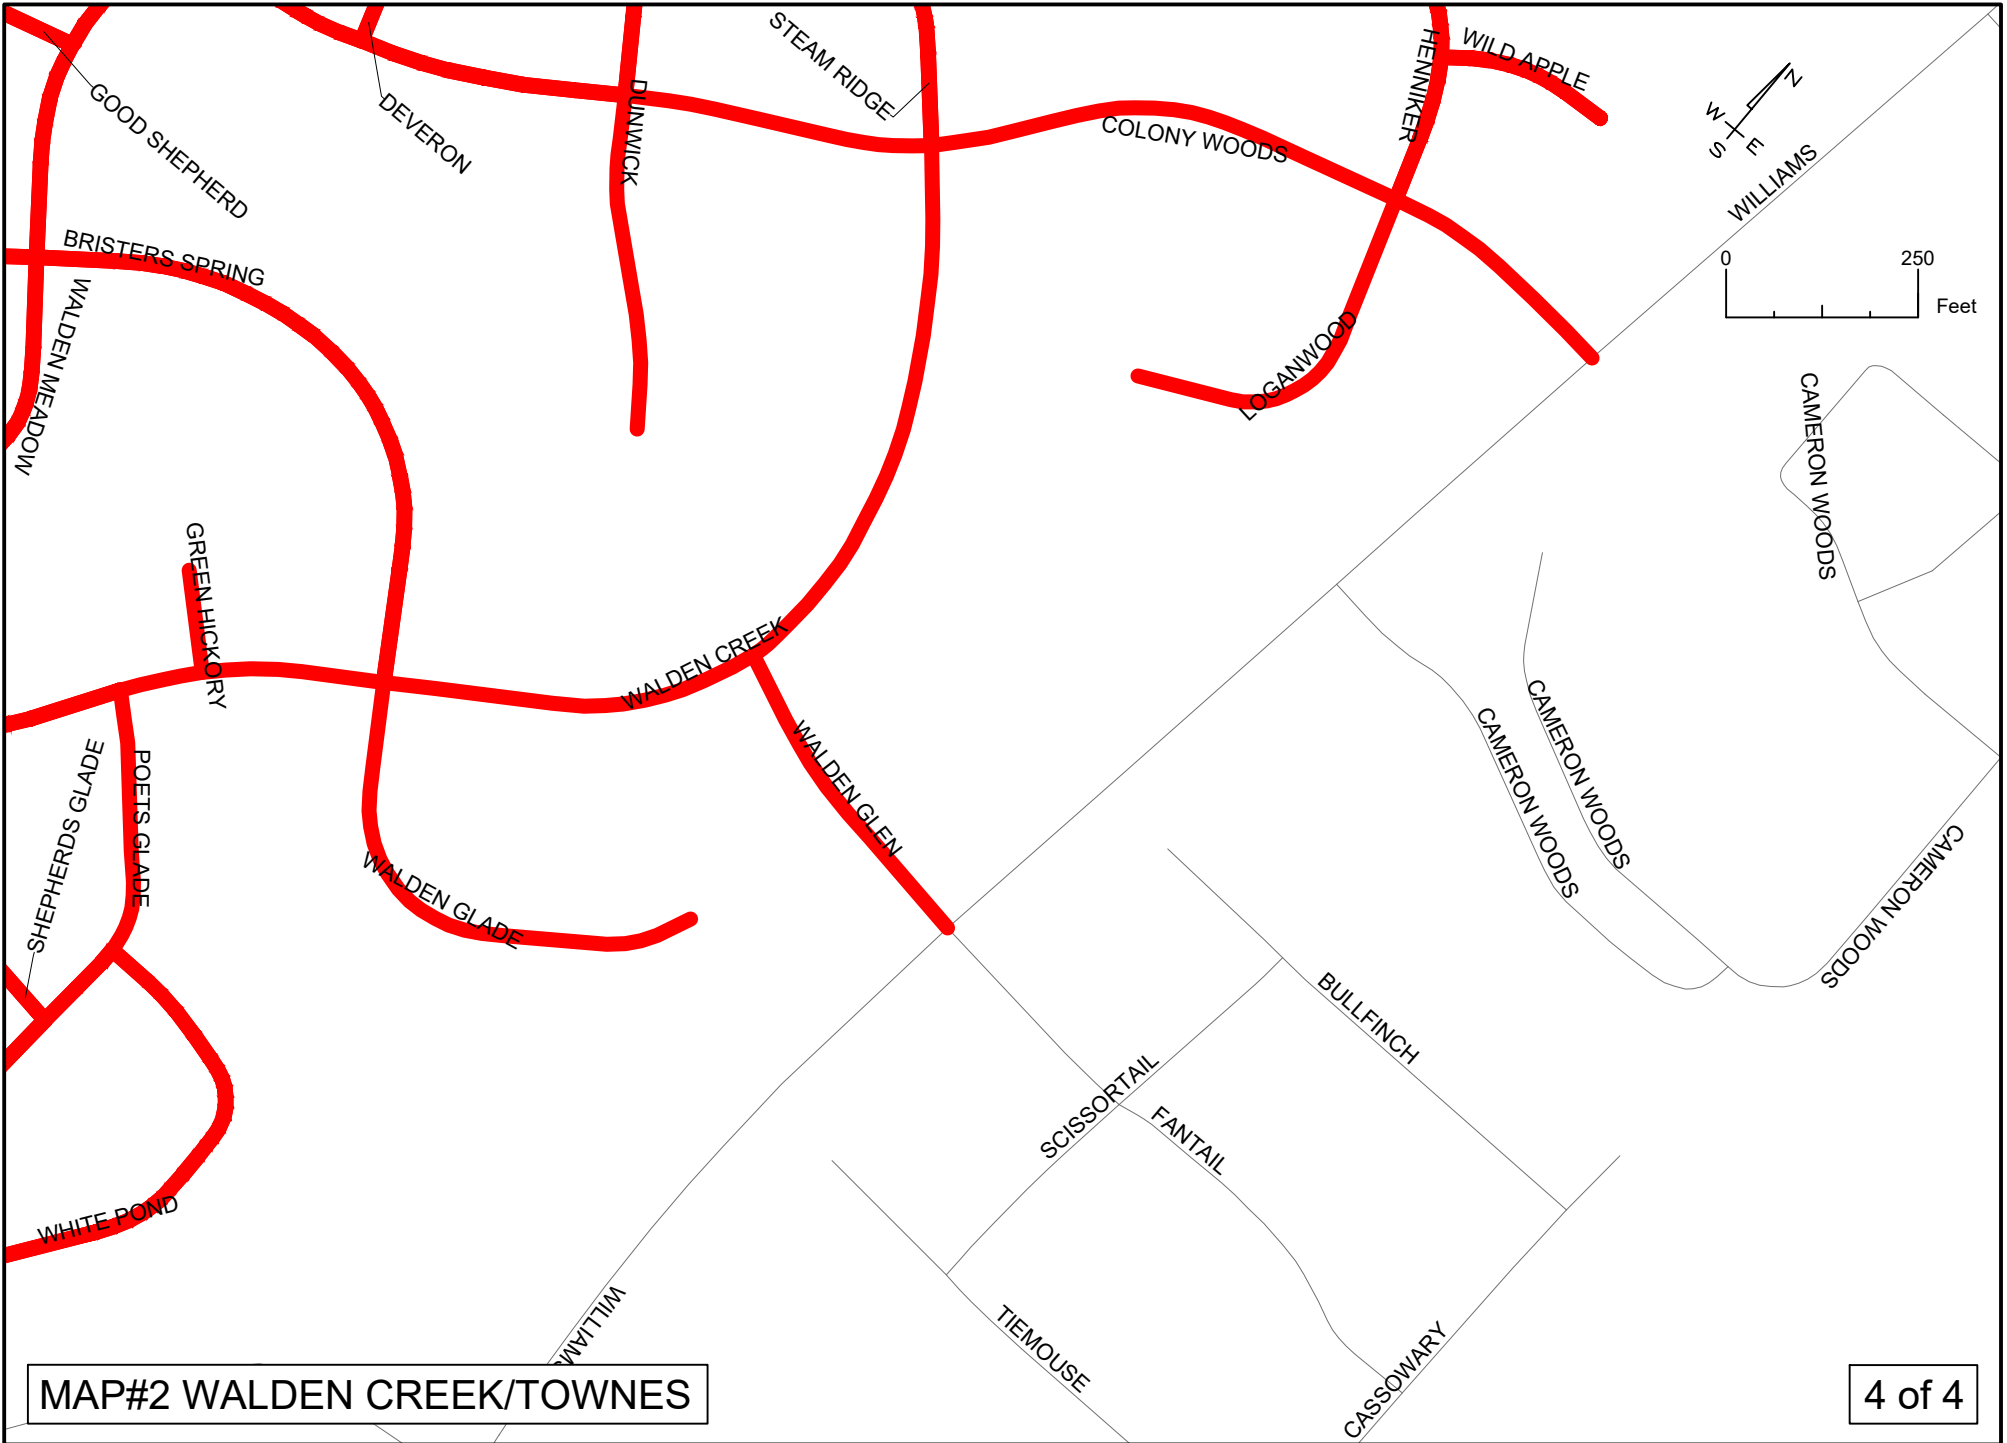 STEAM RIDGE
WILD APPLE
HENNIKER
GOOD SHEPHERD
DEVERON
DUNWICK
COLONY WOODS
N
W
E
S
WILLIAMS
BRISTERS SPRING
0 250
Feet
WALDEN MEADOW
LOGANWOOD
CAMERON WOODS
GREEN HICKORY
WALDEN CREEK
CAMERON WOODS
CAMERON WOODS
SHEPHERDS GLADE
POETS GLADE
WALDEN GLEN
WALDEN GLADE
CAMERON WOODS
BULLFINCH
SCISSORTAIL
FANTAIL
WHITE POND
WILLIAMS
TIEMOUSE
CASSOWARY
MAP#2 WALDEN CREEK/TOWNES
4 of 4